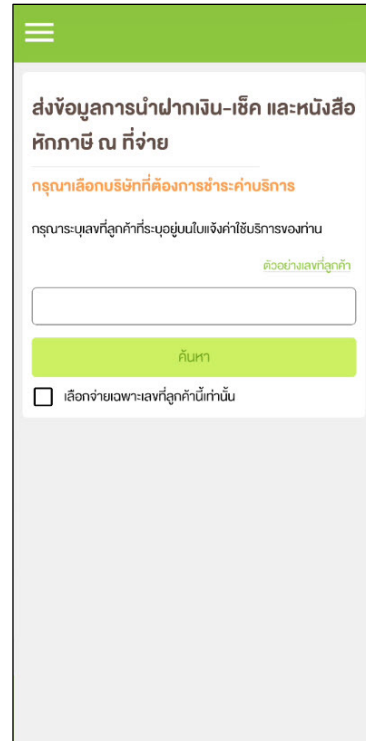 ส่งข้อมูลการนำฝากเงิน-เช็ค และหนังสือ
หักภาษี ณ ที่จ่าย
กรุณาเลือกบริษัทที่ต้องการชำระค่าบริการ
กรุณาระบุเลขที่ลูกค้าที่ระบุอยู่บนใบแจ้งค่าใช้บริการของท่าน
ตัวอย่างเลขที่ลูกค้า
ค้นหา
เลือกจ่ายเฉพาะเลขที่ลูกค้านี้เท่านั้น